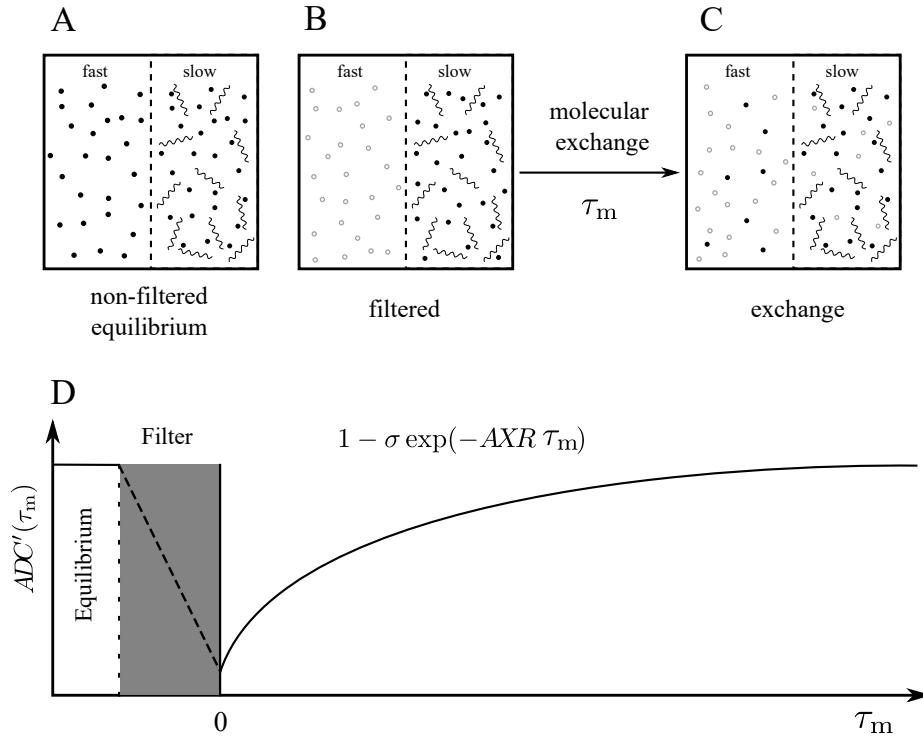 A
B
C
fast
slow
fast
slow
fast
slow
molecular
exchange
τm
non-filtered
equilibrium
filtered
exchange
D
Filter
1 − σ exp(−AXR τm)
ADC′(τm)
Equilibrium
0
τm